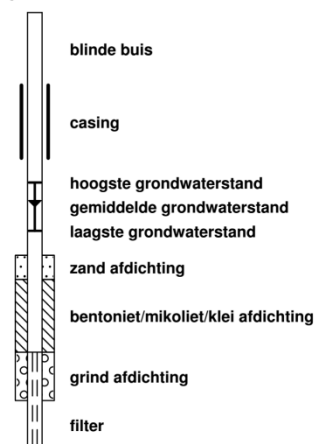 blinde buis
casing
hoogste grondwaterstand
gemiddelde grondwaterstand
laagste grondwaterstand
zand afdichting
bentoniet/mikoliet/klei afdichting
grind afdichting
filter